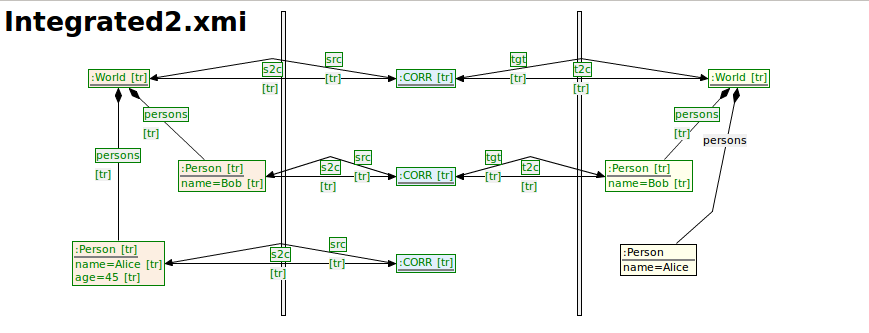 Integrated2.xmi
src
tgt
s2c
t2c
:World [tr]
[tr]
:CORR [tr]
[tr]
:World [tr]
[tr]
[tr]
persons
persons
[tr]
[tr]
persons
persons
src
tgt
[tr]
:Person [tr]
name=Bob [tr]
s2c
[tr]
[tr]
:CORR [tr]
[tr]
t2c
[tr]
:Person [tr]
name=Bob [tr]
:Person [tr]
name=Alice [tr]
age=45 [tr]
src
s2c
[tr]
[tr]
:CORR [tr]
:Person
name=Alice